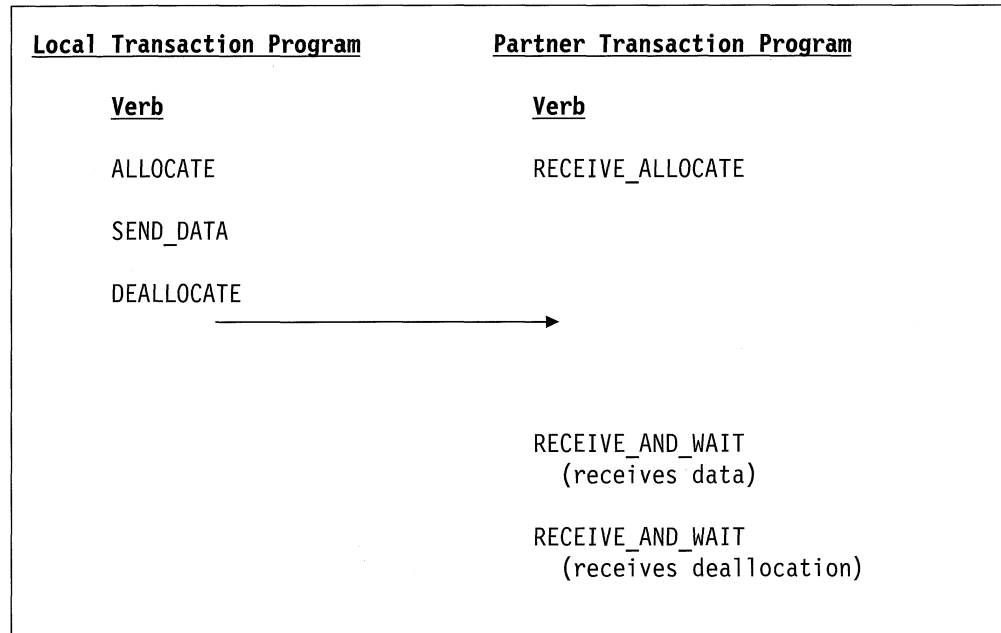 Local Transaction Program Partner Transaction Program
Verb Verb
ALLOCATE RECEIVE_ALLOCATE
SEND_DATA
DEALLOCATE
RECEIVE_AND_WAIT
(receives data)
RECEIVE_AND_WAIT
(receives deallocation)